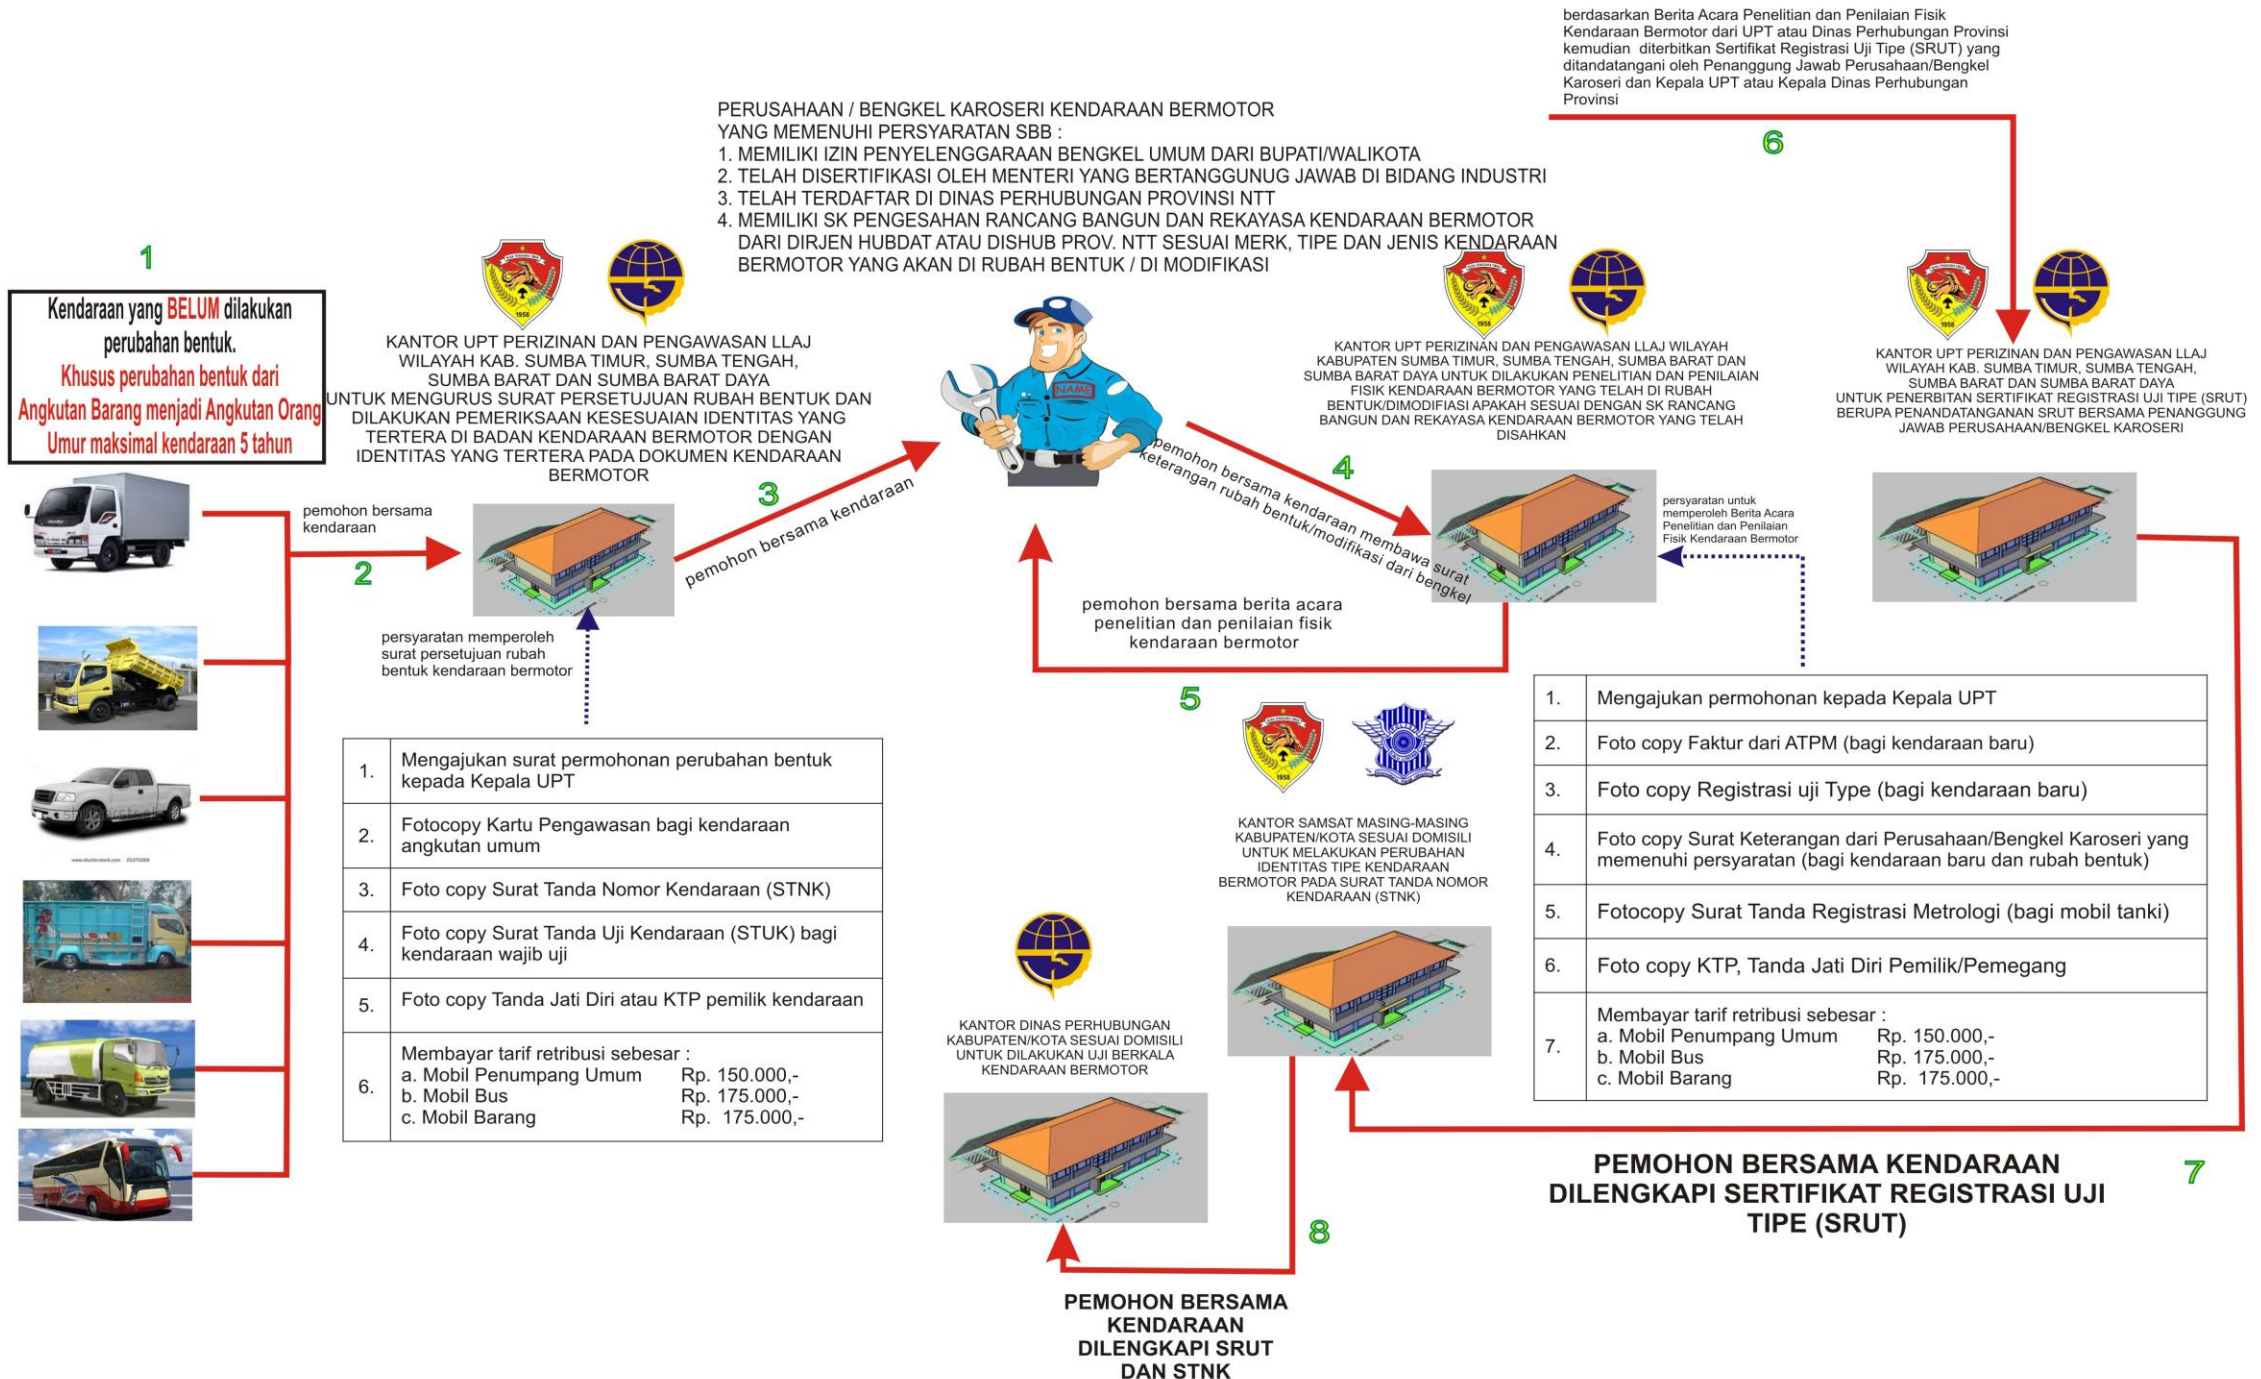 berdasarkan Berita Acara Penelitian dan Penilaian Fisik
Kendaraan Bermotor dari UPT atau Dinas Perhubungan Provinsi
kemudian diterbitkan Sertifikat Registrasi Uji Tipe (SRUT) yang
ditandatangani oleh Penanggung Jawab Perusahaan/Bengkel
Karoseri dan Kepala UPT atau Kepala Dinas Perhubungan
Provinsi
6
PERUSAHAAN / BENGKEL KAROSERI KENDARAAN BERMOTOR
YANG MEMENUHI PERSYARATAN SBB :
1. MEMILIKI IZIN PENYELENGGARAAN BENGKEL UMUM DARI BUPATI/WALIKOTA
2. TELAH DISERTIFIKASI OLEH MENTERI YANG BERTANGGUNUG JAWAB DI BIDANG INDUSTRI
3. TELAH TERDAFTAR DI DINAS PERHUBUNGAN PROVINSI NTT
4. MEMILIKI SK PENGESAHAN RANCANG BANGUN DAN REKAYASA KENDARAAN BERMOTOR
DARI DIRJEN HUBDAT ATAU DISHUB PROV. NTT SESUAI MERK, TIPE DAN JENIS KENDARAAN
BERMOTOR YANG AKAN DI RUBAH BENTUK / DI MODIFIKASI
1
Kendaraan yang BELUM dilakukan
perubahan bentuk.
Khusus perubahan bentuk dari
Angkutan Barang menjadi Angkutan Orang
Umur maksimal kendaraan 5 tahun
1958
KANTOR UPT PERIZINAN DAN PENGAWASAN LLAJ
WILAYAH KAB. SUMBA TIMUR, SUMBA TENGAH,
SUMBA BARAT DAN SUMBA BARAT DAYA
UNTUK MENGURUS SURAT PERSETUJUAN RUBAH BENTUK DAN
DILAKUKAN PEMERIKSAAN KESESUAIAN IDENTITAS YANG
TERTERA DI BADAN KENDARAAN BERMOTOR DENGAN
IDENTITAS YANG TERTERA PADA DOKUMEN KENDARAAN
BERMOTOR
pemohon bersama
kendaraan
2
3
pemohon bersama kendaraan
NAME
4
pemohon bersama kendaraan membawa surat
keterangan rubah bentuk/modifikasi dari bengkel
1958
KANTOR UPT PERIZINAN DAN PENGAWASAN LLAJ WILAYAH
KABUPATEN SUMBA TIMUR, SUMBA TENGAH, SUMBA BARAT DAN
SUMBA BARAT DAYA UNTUK DILAKUKAN PENELITIAN DAN PENILAIAN
FISIK KENDARAAN BERMOTOR YANG TELAH DI RUBAH
BENTUK/DIMODIFIASI APAKAH SESUAI DENGAN SK RANCANG
BANGUN DAN REKAYASA KENDARAAN BERMOTOR YANG TELAH
DISAHKAN
1958
KANTOR UPT PERIZINAN DAN PENGAWASAN LLAJ
WILAYAH KAB. SUMBA TIMUR, SUMBA TENGAH,
SUMBA BARAT DAN SUMBA BARAT DAYA
UNTUK PENERBITAN SERTIFIKAT REGISTRASI UJI TIPE (SRUT)
BERUPA PENANDATANGANAN SRUT BERSAMA PENANGGUNG
JAWAB PERUSAHAAN/BENGKEL KAROSERI
persyaratan untuk
memperoleh Berita Acara
Penelitian dan Penilaian
Fisik Kendaraan Bermotor
persyaratan memperoleh
surat persetujuan rubah
bentuk kendaraan bermotor
pemohon bersama berita acara
penelitian dan penilaian fisik
kendaraan bermotor
5
1. Mengajukan surat permohonan perubahan bentuk
kepada Kepala UPT
2. Fotocopy Kartu Pengawasan bagi kendaraan
angkutan umum
3. Foto copy Surat Tanda Nomor Kendaraan (STNK)
4. Foto copy Surat Tanda Uji Kendaraan (STUK) bagi
kendaraan wajib uji
5. Foto copy Tanda Jati Diri atau KTP pemilik kendaraan
6. Membayar tarif retribusi sebesar :
a. Mobil Penumpang Umum Rp. 150.000,-
b. Mobil Bus Rp. 175.000,-
c. Mobil Barang Rp. 175.000,-
1. Mengajukan permohonan kepada Kepala UPT
2. Foto copy Faktur dari ATPM (bagi kendaraan baru)
3. Foto copy Registrasi uji Type (bagi kendaraan baru)
4. Foto copy Surat Keterangan dari Perusahaan/Bengkel Karoseri yang
memenuhi persyaratan (bagi kendaraan baru dan rubah bentuk)
5. Fotocopy Surat Tanda Registrasi Metrologi (bagi mobil tanki)
6. Foto copy KTP, Tanda Jati Diri Pemilik/Pemegang
7. Membayar tarif retribusi sebesar :
a. Mobil Penumpang Umum Rp. 150.000,-
b. Mobil Bus Rp. 175.000,-
c. Mobil Barang Rp. 175.000,-
1958
KANTOR SAMSAT MASING-MASING
KABUPATEN/KOTA SESUAI DOMISILI
UNTUK MELAKUKAN PERUBAHAN
IDENTITAS TIPE KENDARAAN
BERMOTOR PADA SURAT TANDA NOMOR
KENDARAAN (STNK)
KANTOR DINAS PERHUBUNGAN
KABUPATEN/KOTA SESUAI DOMISILI
UNTUK DILAKUKAN UJI BERKALA
KENDARAAN BERMOTOR
PEMOHON BERSAMA KENDARAAN
DILENGKAPI SERTIFIKAT REGISTRASI UJI
TIPE (SRUT)
7
8
PEMOHON BERSAMA
KENDARAAN
DILENGKAPI SRUT
DAN STNK